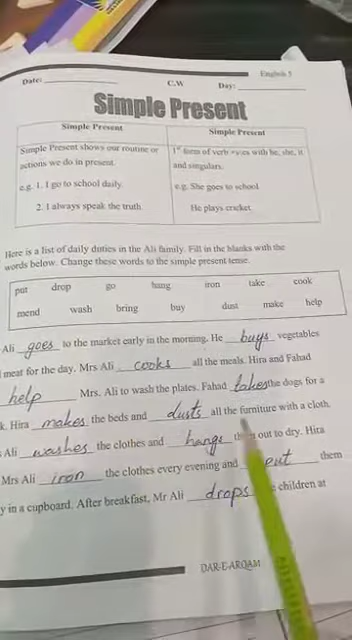 English 5
Date: C.W Day:
Simple Present
Simple Present Simple Present
Simple Present shows our routine or actions we do in present.
1st form of verb with he, she, it and singulars.
e.g. 1. I go to school daily.
e.g. She goes to school
2. I always speak the truth.
He plays cricket.
Here is a list of daily duties in the Ali family. Fill in the blanks with the
words below. Change these words to the simple present tense.
put drop go hang iron take cook
mend wash bring buy dust make help
Ali goes to the market early in the morning. He buys vegetables
meat for the day. Mrs Ali cooks all the meals. Hira and Fahad
help Mrs. Ali to wash the plates. Fahad takes the dogs for a
k. Hira makes the beds and dusts all the furniture with a cloth.
Ali washes the clothes and hangs out to dry. Hira
Mrs Ali iron the clothes every evening and them
y in a cupboard. After breakfast, Mr Ali drops children at
DAR-E-ARQAM